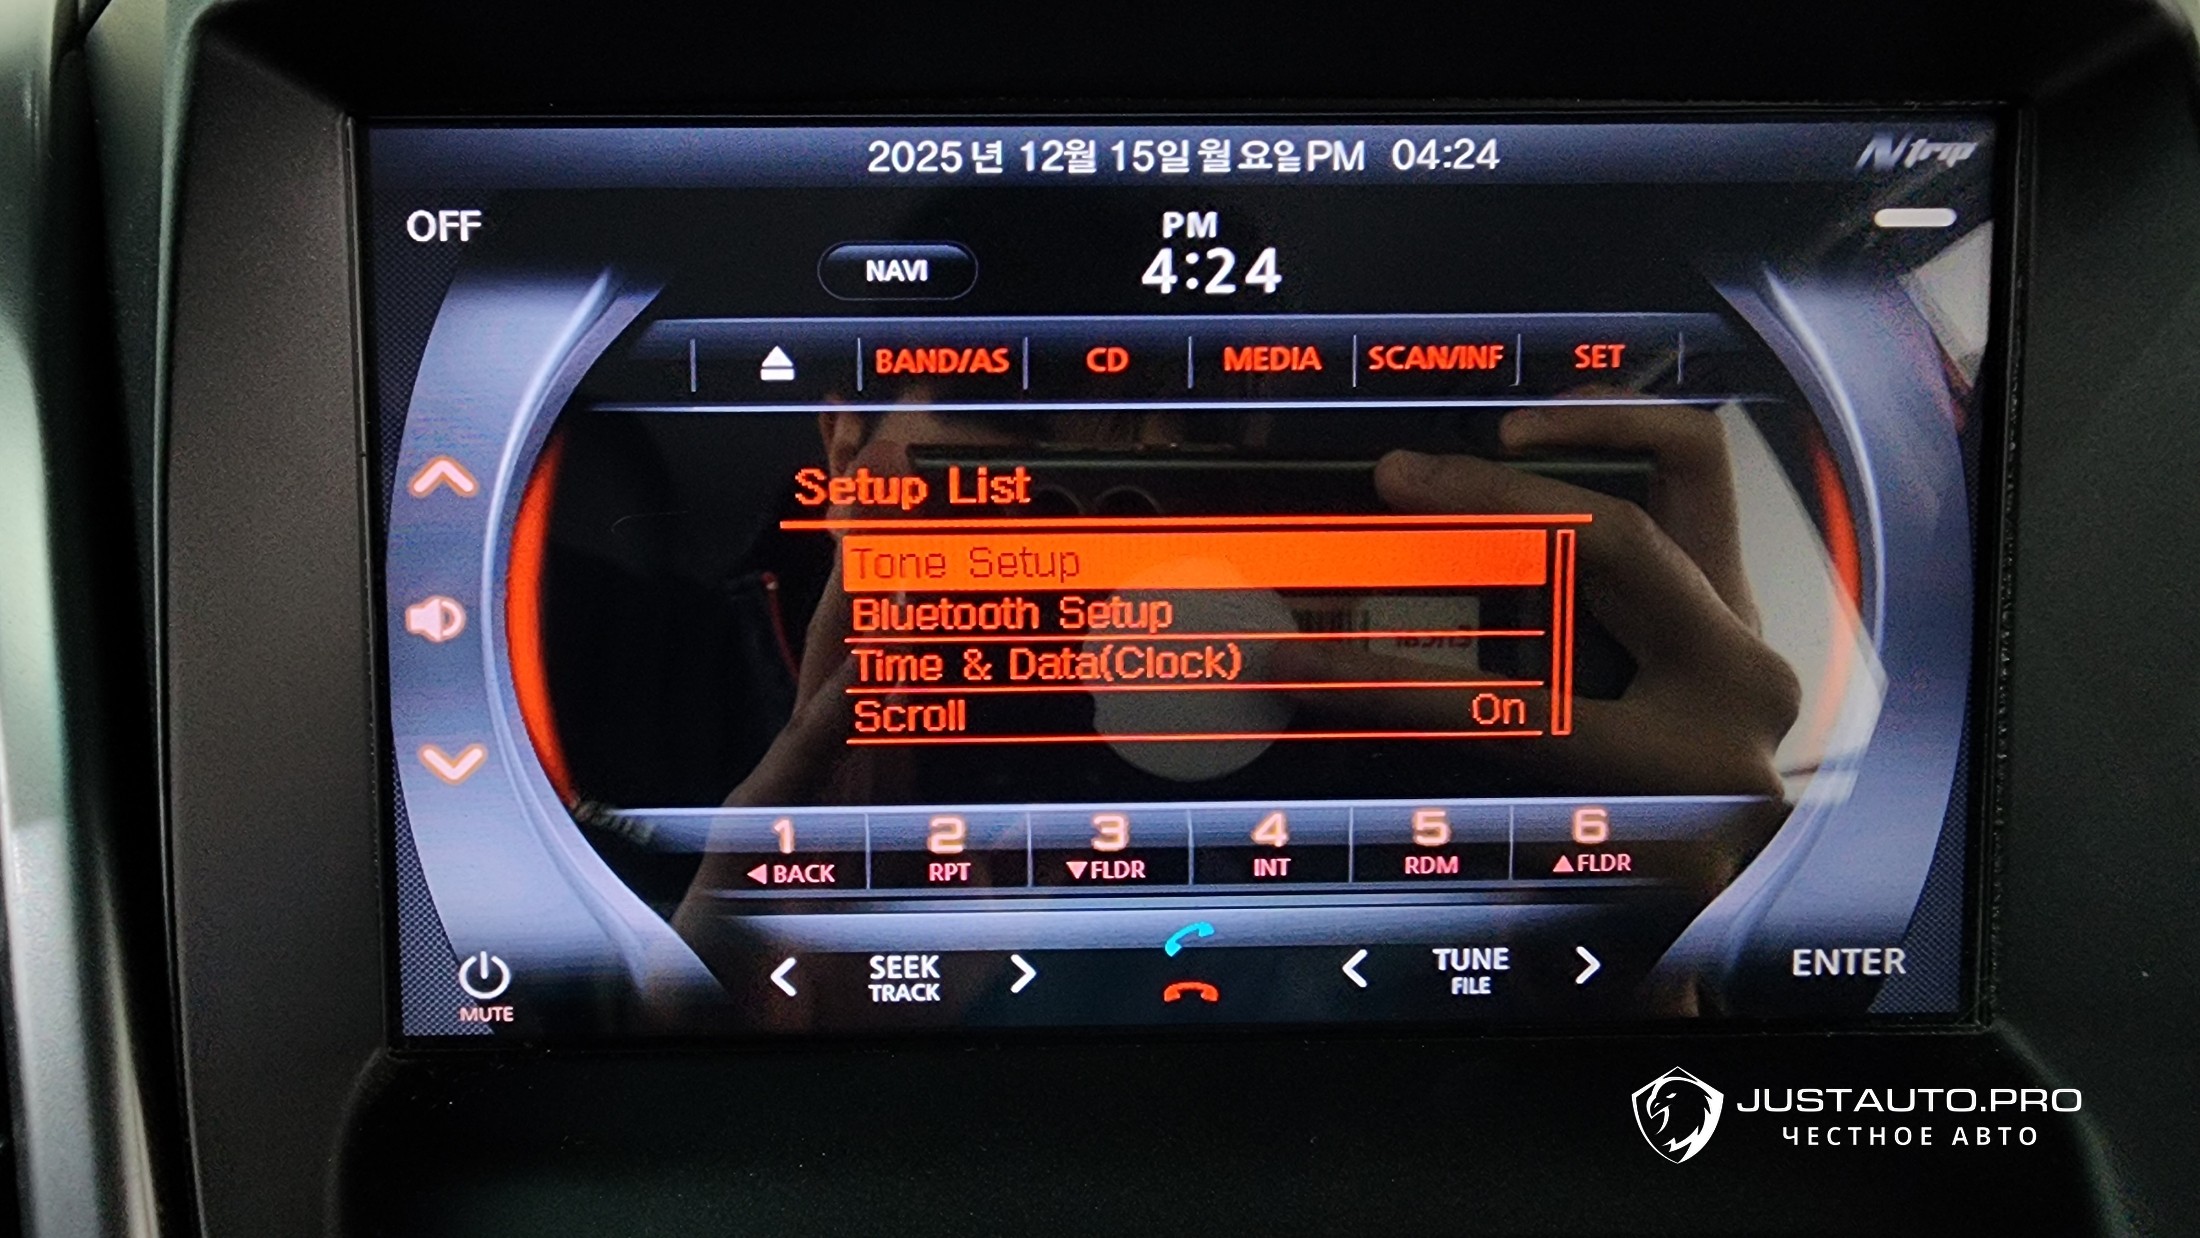 2025년 12월 15일 월요일 PM 04:24
Ntrip
OFF
PM
NAVI
4:24
BAND/AS
CD
MEDIA
SCAN/INF
SET
Setup List
Tone Setup
Bluetooth Setup
Time & Data(Clock)
Scroll On
1 2 3 4 5 6
◀BACK RPT ▼FLDR INT RDM ▲FLDR
< SEEK > < TUNE > ENTER
TRACK FILE
MUTE
JUSTAUTO.PRO
ЧЕСТНОЕ АВТО